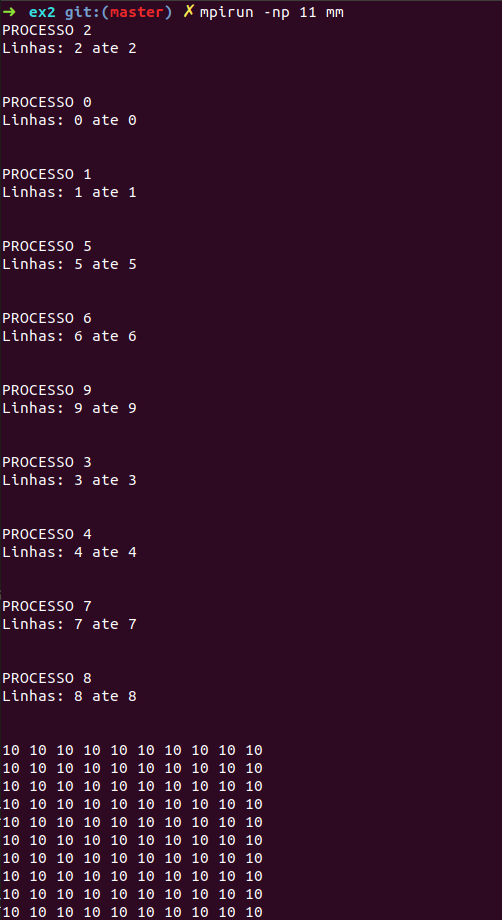 ➜ ex2 git:(master) ✗ mpirun -np 11 mm
PROCESSO 2
Linhas: 2 ate 2
PROCESSO 0
Linhas: 0 ate 0
PROCESSO 1
Linhas: 1 ate 1
PROCESSO 5
Linhas: 5 ate 5
PROCESSO 6
Linhas: 6 ate 6
PROCESSO 9
Linhas: 9 ate 9
PROCESSO 3
Linhas: 3 ate 3
PROCESSO 4
Linhas: 4 ate 4
PROCESSO 7
Linhas: 7 ate 7
PROCESSO 8
Linhas: 8 ate 8
10 10 10 10 10 10 10 10 10 10
10 10 10 10 10 10 10 10 10 10
10 10 10 10 10 10 10 10 10 10
10 10 10 10 10 10 10 10 10 10
10 10 10 10 10 10 10 10 10 10
10 10 10 10 10 10 10 10 10 10
10 10 10 10 10 10 10 10 10 10
10 10 10 10 10 10 10 10 10 10
10 10 10 10 10 10 10 10 10 10
10 10 10 10 10 10 10 10 10 10